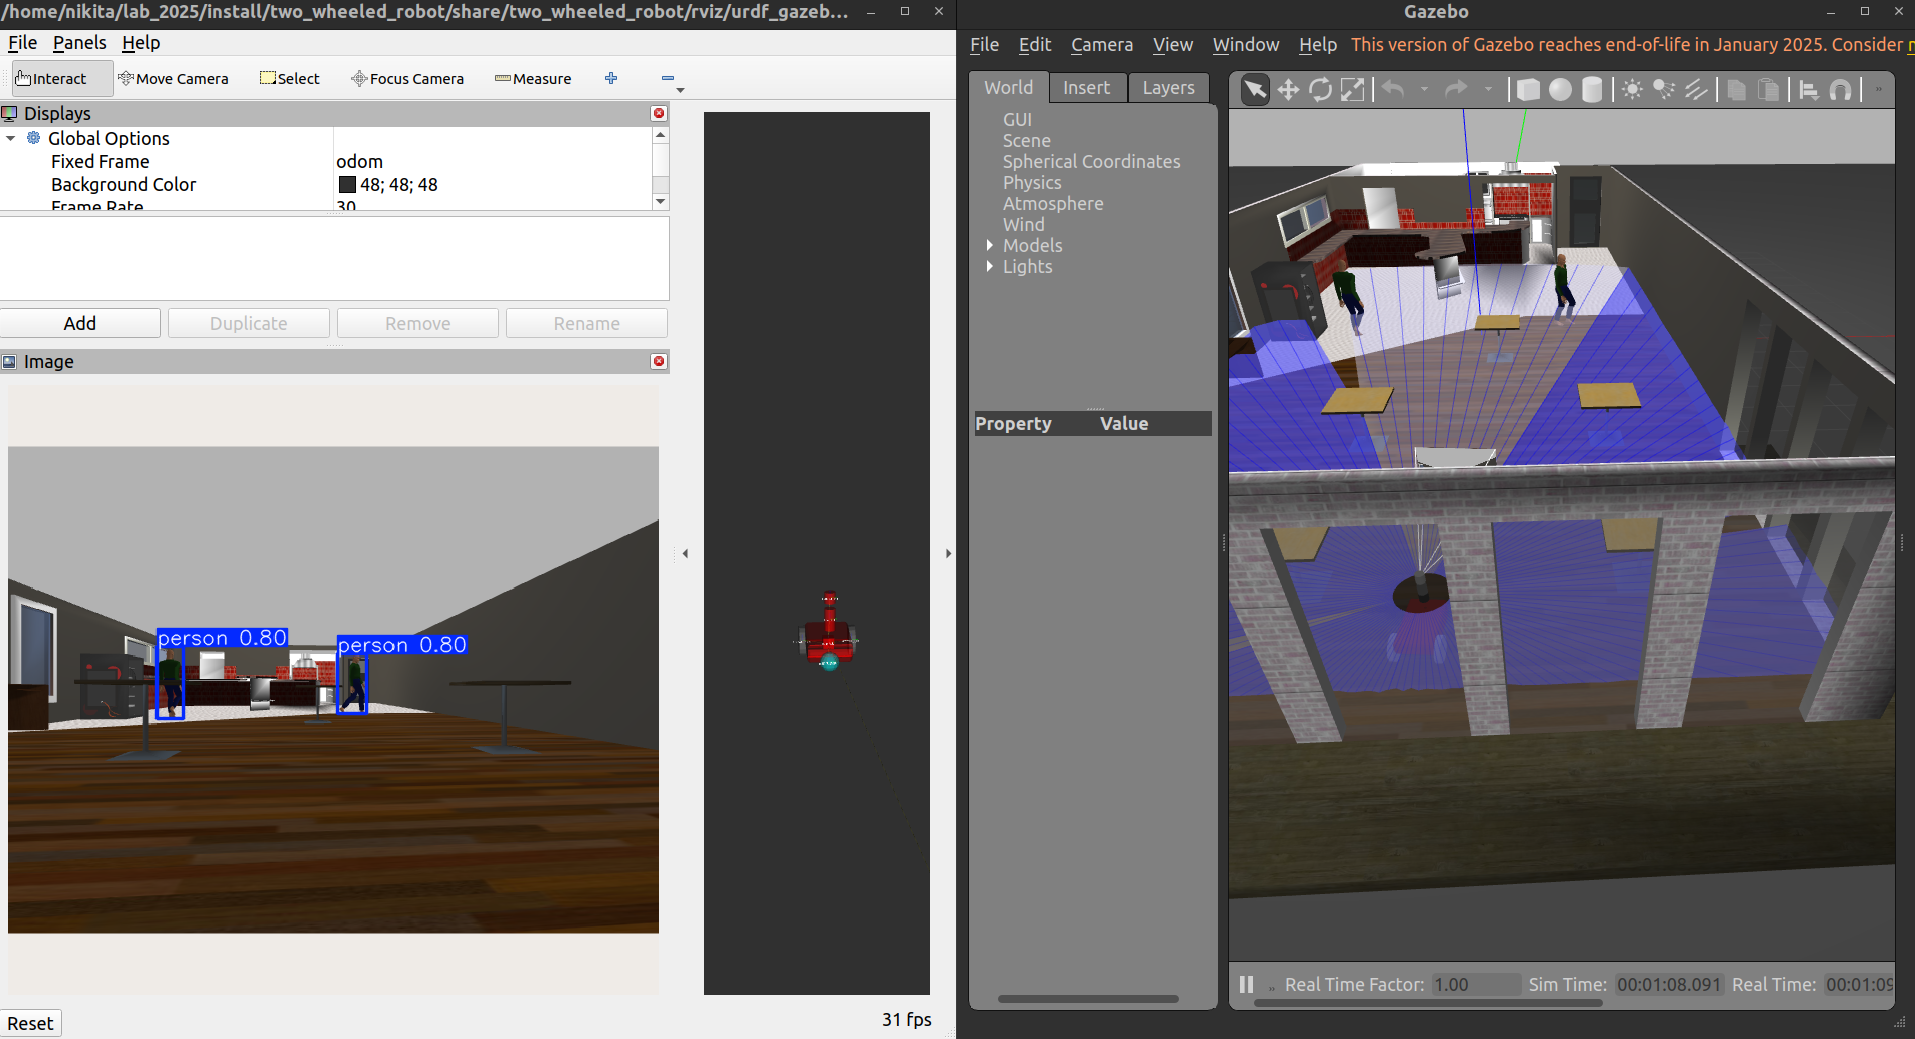 /home/nikita/lab_2025/install/two_wheeled_robot/share/two_wheeled_robot/rviz/urdf_gazeb...
File Panels Help
Interact Move Camera Select Focus Camera Measure
Displays
Global Options
Fixed Frame odom
Background Color 48; 48; 48
Frame Rate 30
Add Duplicate Remove Rename
Image
person 0.80
person 0.80
Reset
31 fps
Gazebo
File Edit Camera View Window Help This version of Gazebo reaches end-of-life in January 2025. Consider
World Insert Layers
GUI
Scene
Spherical Coordinates
Physics
Atmosphere
Wind
Models
Lights
Property Value
Real Time Factor: 1.00 Sim Time: 00:01:08.091 Real Time: 00:01:09